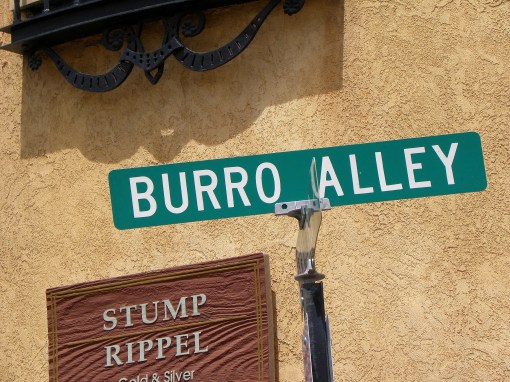 BURRO ALLEY
STUMP
RIPPEL
Gold & Silver